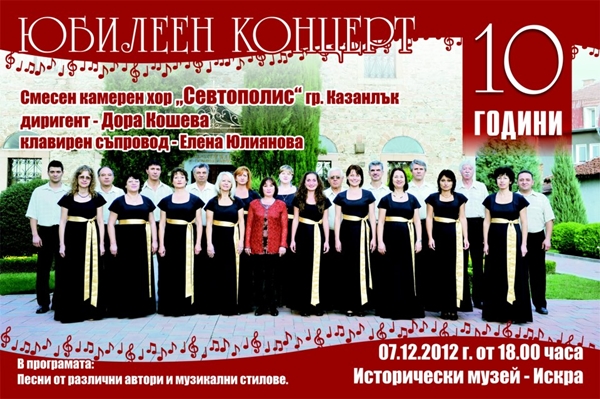 ЮБИЛЕЕН КОНЦЕРТ
10
ГОДИНИ
Смесен камерен хор „Севтополис“ гр. Казанлък
диригент - Дора Кошева
клавирен съпровод - Елена Юлиянова
В програмата:
Песни от различни автори и музикални стилове.
07.12.2012 г. от 18.00 часа
Исторически музей - Искра